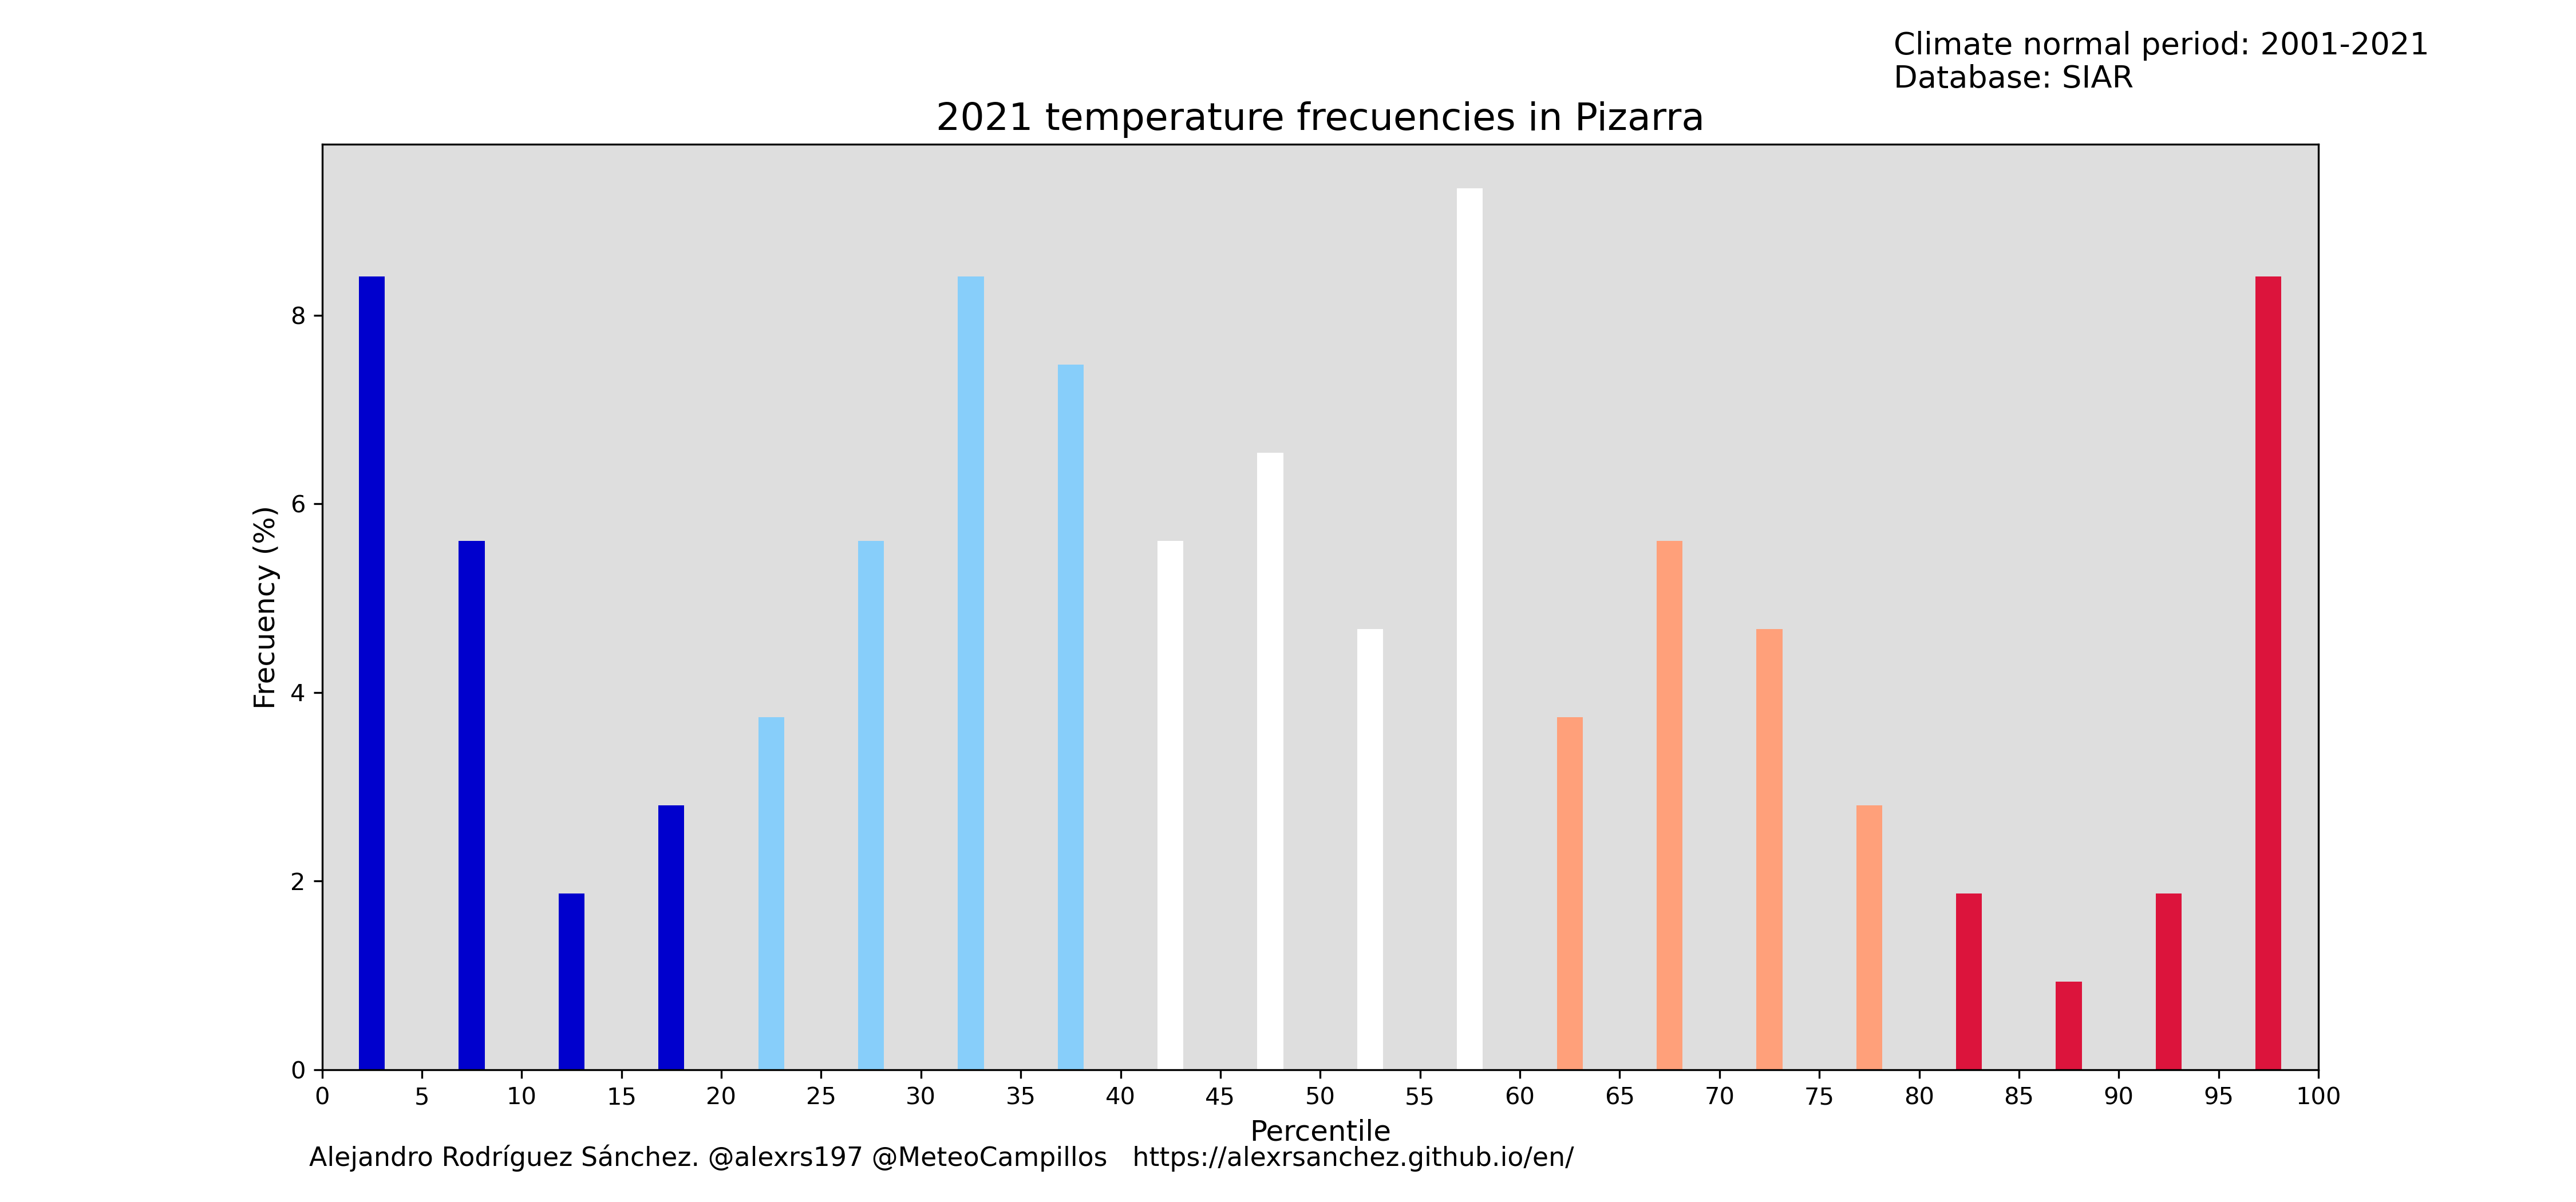 Climate normal period: 2001-2021
Database: SIAR
2021 temperature frecuencies in Pizarra
Frecuency (%)
8
6
4
2
0
0 5 10 15 20 25 30 35 40 45 50 55 60 65 70 75 80 85 90 95 100
Percentile
Alejandro Rodríguez Sánchez. @alexrs197 @MeteoCampillos https://alexrsanchez.github.io/en/